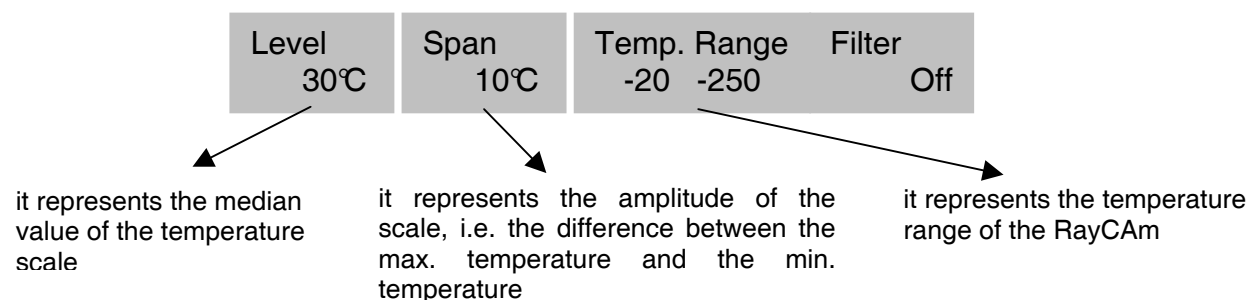 Level Span Temp. Range Filter
30°C 10°C -20 -250 Off
it represents the median
value of the temperature
scale
it represents the amplitude of the
scale, i.e. the difference between the
max. temperature and the min.
temperature
it represents the temperature
range of the RayCAm